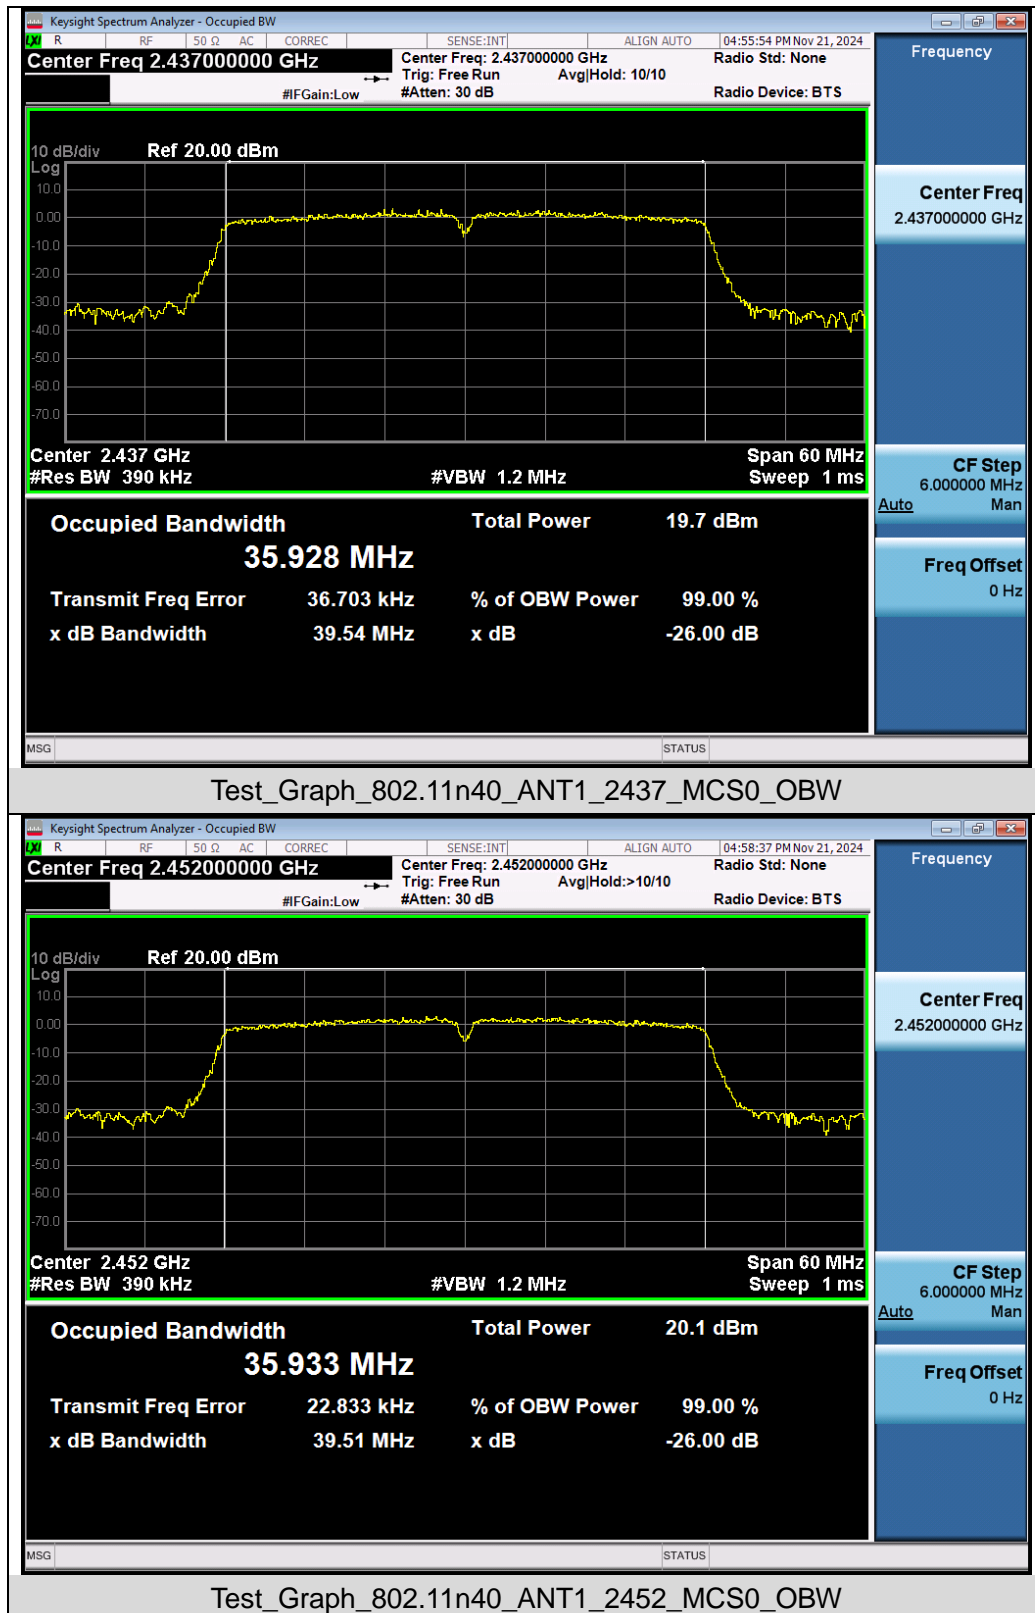 Keysight Spectrum Analyzer - Occupied BW
LXI R RF 50 Ω AC CORREC SENSE:INT ALIGN AUTO 04:55:54 PM Nov 21, 2024
Center Freq 2.437000000 GHz
Center Freq: 2.437000000 GHz
Radio Std: None
Trig: Free Run Avg|Hold: 10/10
#IFGain:Low
#Atten: 30 dB
Radio Device: BTS
Frequency
10 dB/div Ref 20.00 dBm
Log
10.0
0.00
-10.0
-20.0
-30.0
-40.0
-50.0
-60.0
-70.0
Center Freq
2.437000000 GHz
Center 2.437 GHz Span 60 MHz
#Res BW 390 kHz #VBW 1.2 MHz Sweep 1 ms
CF Step
6.000000 MHz
Auto Man
Occupied Bandwidth Total Power 19.7 dBm
35.928 MHz
Freq Offset
0 Hz
Transmit Freq Error 36.703 kHz % of OBW Power 99.00 %
x dB Bandwidth 39.54 MHz x dB -26.00 dB
MSG STATUS
Test_Graph_802.11n40_ANT1_2437_MCS0_OBW
Keysight Spectrum Analyzer - Occupied BW
LXI R RF 50 Ω AC CORREC SENSE:INT ALIGN AUTO 04:58:37 PM Nov 21, 2024
Center Freq 2.452000000 GHz
Center Freq: 2.452000000 GHz
Radio Std: None
Trig: Free Run Avg|Hold:>10/10
#IFGain:Low
#Atten: 30 dB
Radio Device: BTS
Frequency
10 dB/div Ref 20.00 dBm
Log
10.0
0.00
-10.0
-20.0
-30.0
-40.0
-50.0
-60.0
-70.0
Center Freq
2.452000000 GHz
Center 2.452 GHz Span 60 MHz
#Res BW 390 kHz #VBW 1.2 MHz Sweep 1 ms
CF Step
6.000000 MHz
Auto Man
Occupied Bandwidth Total Power 20.1 dBm
35.933 MHz
Freq Offset
0 Hz
Transmit Freq Error 22.833 kHz % of OBW Power 99.00 %
x dB Bandwidth 39.51 MHz x dB -26.00 dB
MSG STATUS
Test_Graph_802.11n40_ANT1_2452_MCS0_OBW